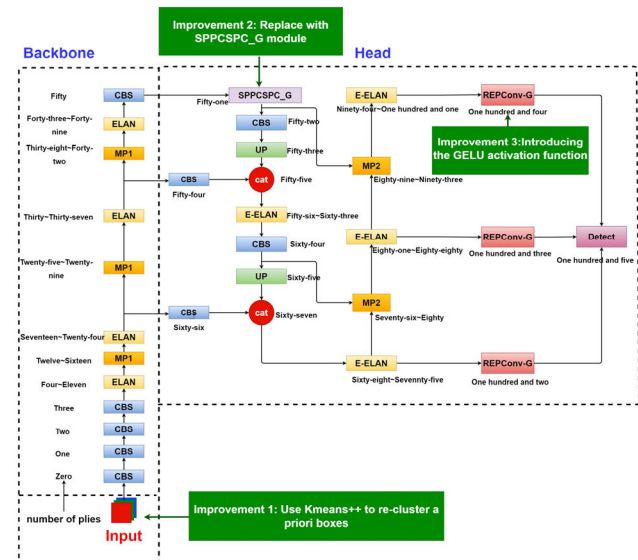 Improvement 2: Replace with
SPPCSPC_G module
Backbone
Head
Fifty
CBS
SPPCSPC_G
Fifty-one
E-ELAN
Ninety-four~One hundred and one
REPConv-G
One hundred and four
Forty-three~Forty-
nine
ELAN
CBS
Fifty-two
Thirty-eight~Forty-
two
MP1
UP
Fifty-three
Improvement 3:Introducing
the GELU activation function
MP2
Eighty-nine~Ninety-three
CBS
Fifty-four
cat
Fifty-five
Thirty~Thirty-seven
ELAN
E-ELAN
Fifty-six~Sixty-three
CBS
Sixty-four
E-ELAN
Eighty-one~Eighty-eighty
REPConv-G
One hundred and three
Detect
One hundred and five
Twenty-five~Twenty-
nine
MP1
UP
Sixty-five
MP2
Seventy-six~Eighty
CBS
Sixty-six
cat
Sixty-seven
Seventeen~Twenty-four
ELAN
Twelve~Sixteen
MP1
E-ELAN
Sixty-eight~Sevennty-five
REPConv-G
One hundred and two
Four~Eleven
ELAN
Three
CBS
Two
CBS
One
CBS
Zero
CBS
number of plies
Input
Improvement 1: Use Kmeans++ to re-cluster a
priori boxes